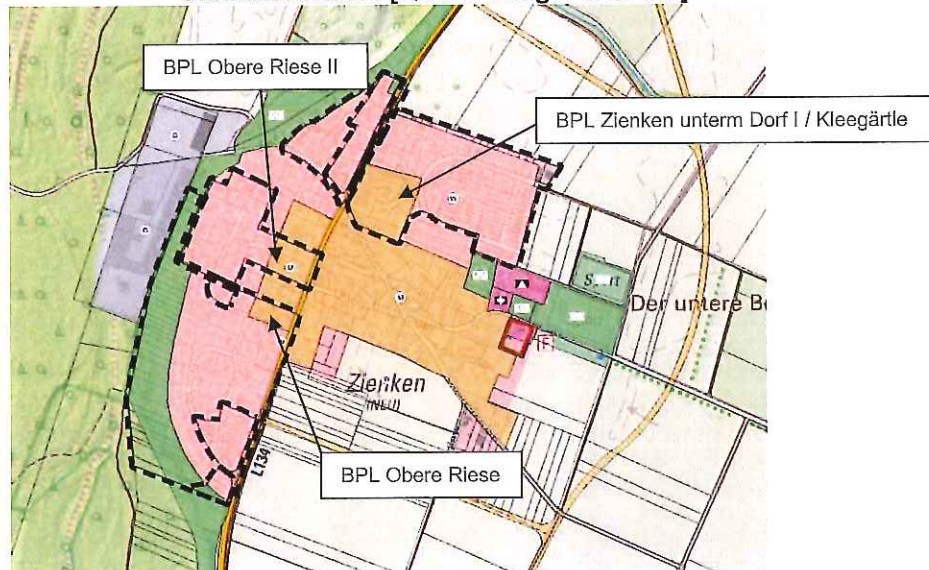 BPL Obere Riese II
BPL Zienken unterm Dorf I / Kleegärtle
Der untere
Zienken
L134
BPL Obere Riese
F